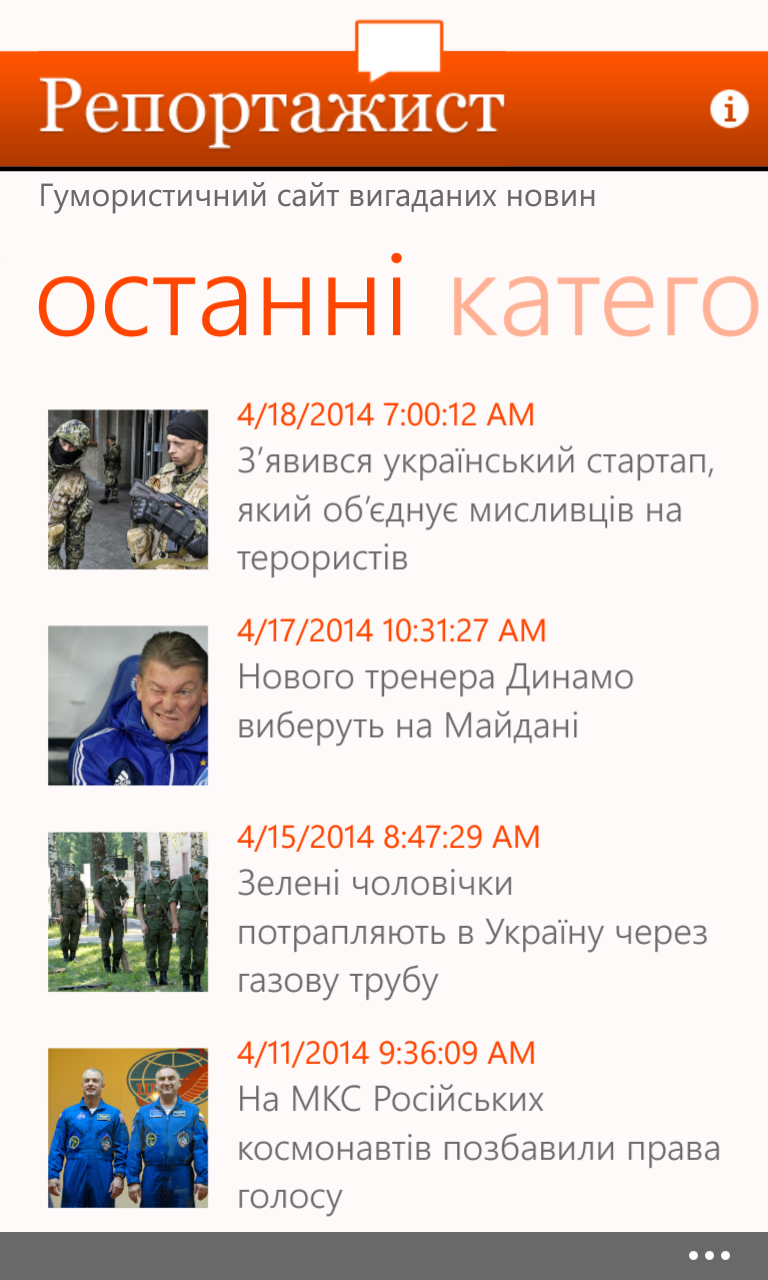 Репортажист
Гумористичний сайт вигаданих новин
останні катего
4/18/2014 7:00:12 AM
З’явився український стартап,
який об’єднує мисливців на
терористів
4/17/2014 10:31:27 AM
Нового тренера Динамо
виберуть на Майдані
4/15/2014 8:47:29 AM
Зелені чоловічки
потрапляють в Україну через
газову трубу
4/11/2014 9:36:09 AM
На МКС Російських
космонавтів позбавили права
голосу